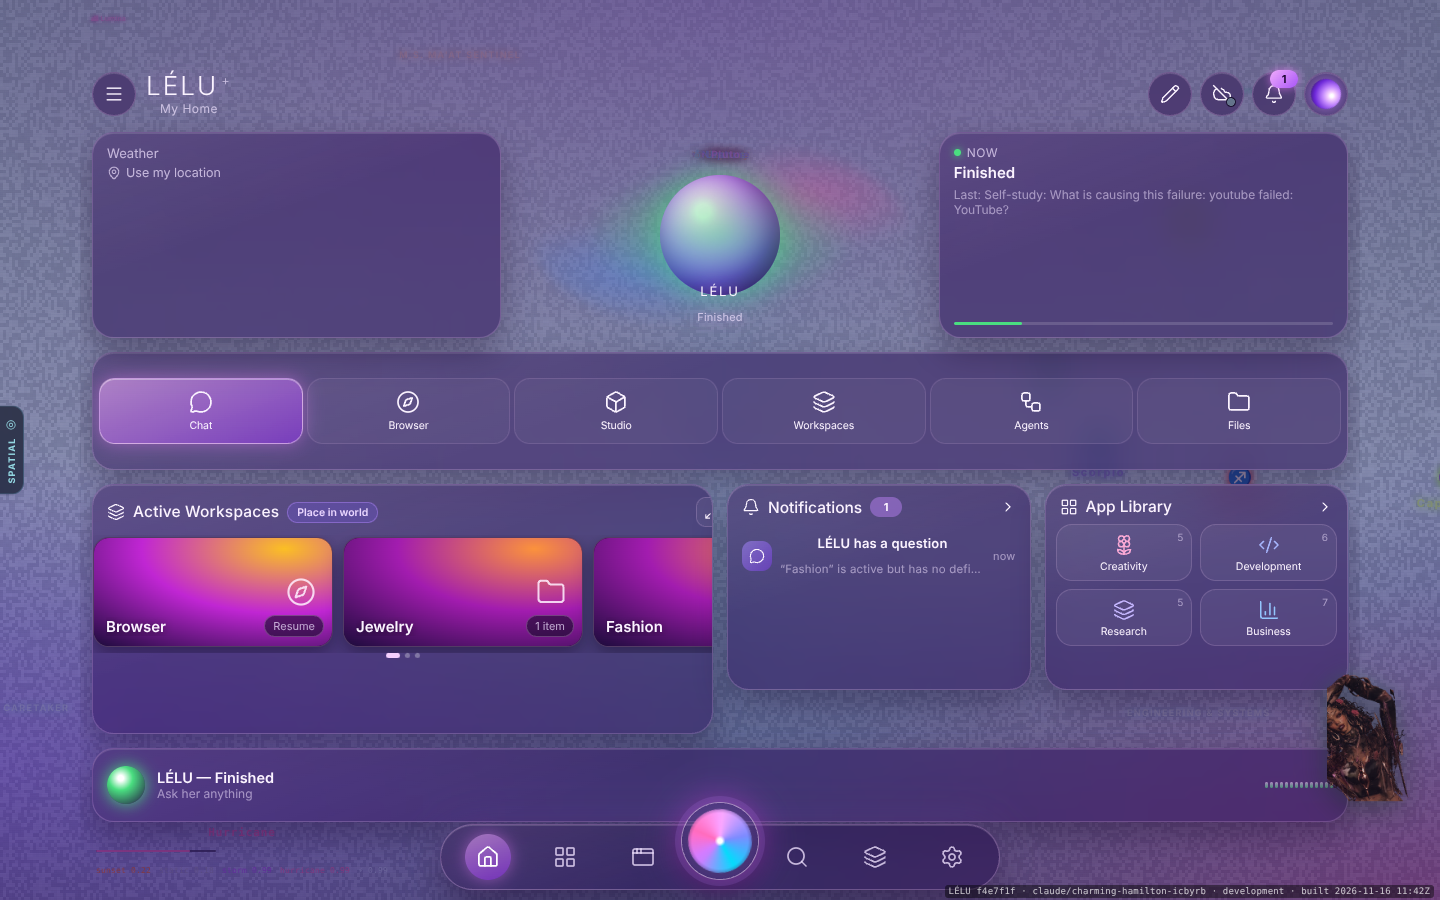 LÉLU +
My Home
1
Weather
Use my location
LÉLU
Finished
NOW
Finished
Last: Self-study: What is causing this failure: youtube failed:
YouTube?
Chat
Browser
Studio
Workspaces
Agents
Files
SPATIAL
Active Workspaces
Place in world
Browser
Resume
Jewelry
1 item
Fashion
Notifications
1
LÉLU has a question
now
“Fashion” is active but has no defi...
App Library
Creativity
5
Development
6
Research
5
Business
7
LÉLU — Finished
Ask her anything
LÉLU f4e7f1f · claude/charming-hamilton-icbyrb · development · built 2026-11-16 11:42Z